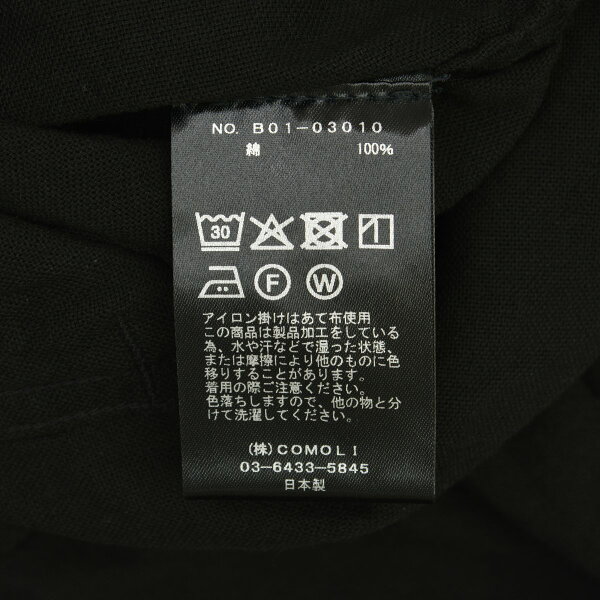 NO. B01-03010
綿 100%
30
F W
アイロン掛けはあて布使用
この商品は製品加工をしている
為、水や汗などで湿った状態、
または摩擦により他のものに色
移りすることがあります。
着用の際ご注意ください。
色落ちしますので、他の物と分
けて洗濯してください。
(株)COMOLI
03-6433-5845
日本製